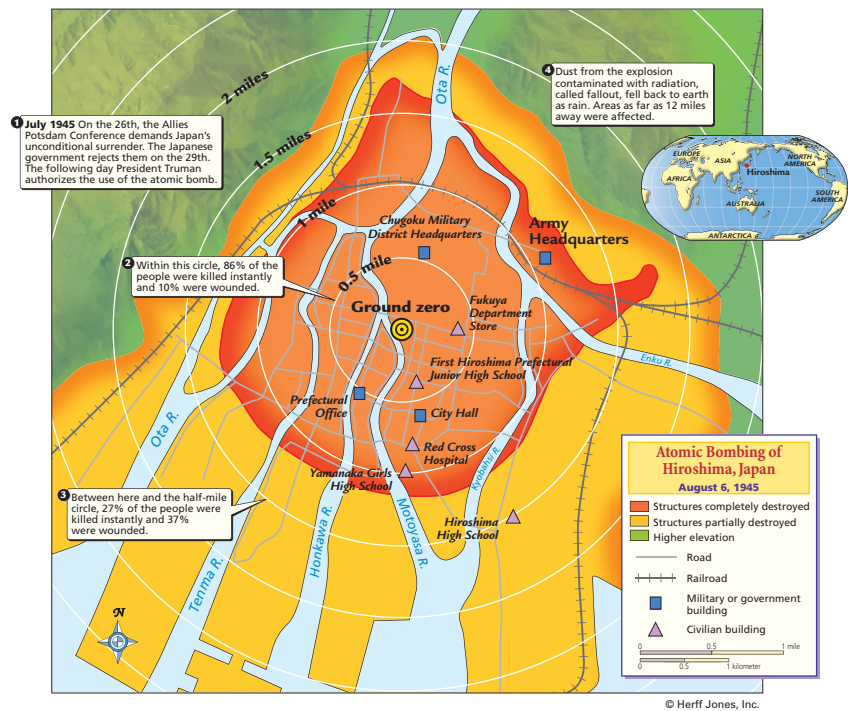 2 miles
Ota R.
4 Dust from the explosion
contaminated with radiation,
called fallout, fell back to earth
as rain. Areas as far as 12 miles
away were affected.
1 July 1945 On the 26th, the Allies
Potsdam Conference demands Japan's
unconditional surrender. The Japanese
government rejects them on the 29th.
The following day President Truman
authorizes the use of the atomic bomb.
1.5 miles
EUROPE
ASIA
NORTH
AMERICA
AFRICA
Hiroshima
SOUTH
AMERICA
AUSTRALIA
ANTARCTICA
1 mile
Chugoku Military
District Headquarters
Army
Headquarters
2 Within this circle, 86% of the
people were killed instantly
and 10% were wounded.
0.5 mile
Ground zero
Fukuya
Department
Store
First Hiroshima Prefectural
Junior High School
Enku R.
Prefectural
Office
City Hall
Ota R.
Red Cross
Hospital
Kyobahsi R.
Yamanaka Girls
High School
3 Between here and the half-mile
circle, 27% of the people were
killed instantly and 37%
were wounded.
Motoyasa R.
Hiroshima
High School
Honkawa R.
Tenma R.
N
Atomic Bombing of
Hiroshima, Japan
August 6, 1945
Structures completely destroyed
Structures partially destroyed
Higher elevation
Road
Railroad
Military or government
building
Civilian building
0 0.5 1 mile
0 0.5 1 kilometer
© Herff Jones, Inc.